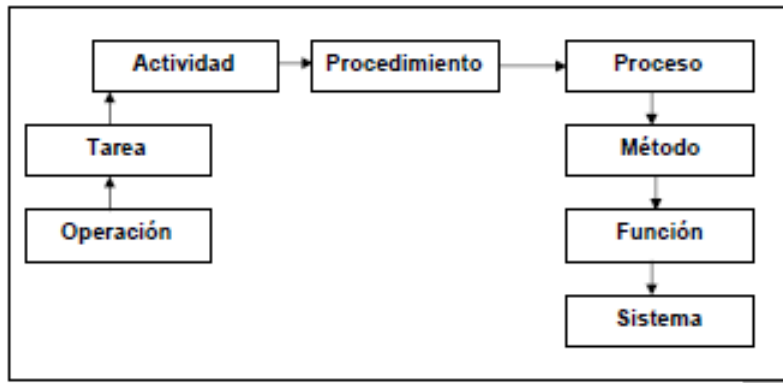 Actividad
Procedimiento
Proceso
Tarea
Método
Operación
Función
Sistema